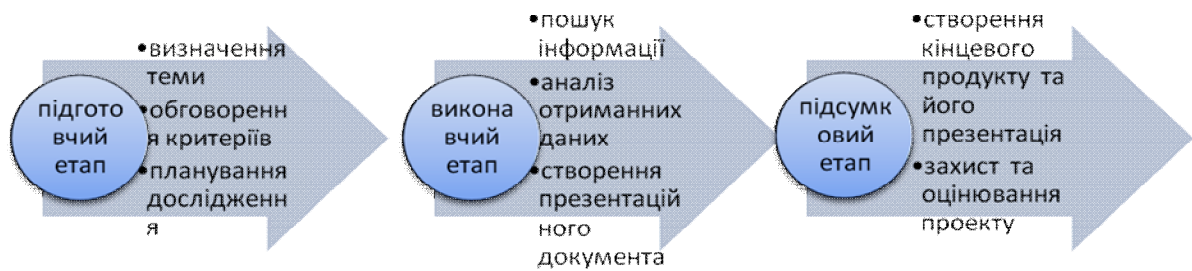 підгото
вчий
етап
•визначення
теми
•обговоренн
я критеріїв
•планування
дослідженн
я
викона
вчий
етап
•пошук
інформації
•аналіз
отриманних
даних
•створення
презентацій
ного
документа
підсумк
овий
етап
•створення
кінцевого
продукту та
його
презентація
•захист та
оцінювання
проекту